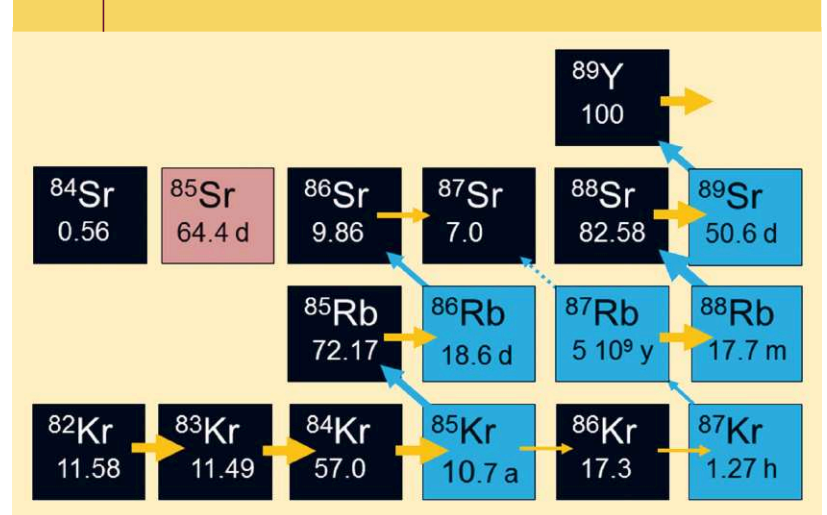 ⁸⁹Y
100
⁸⁴Sr ⁸⁵Sr ⁸⁶Sr ⁸⁷Sr ⁸⁸Sr ⁸⁹Sr
0.56 64.4 d 9.86 7.0 82.58 50.6 d
⁸⁵Rb ⁸⁶Rb ⁸⁷Rb ⁸⁸Rb
72.17 18.6 d 5 10⁹ y 17.7 m
⁸²Kr ⁸³Kr ⁸⁴Kr ⁸⁵Kr ⁸⁶Kr ⁸⁷Kr
11.58 11.49 57.0 10.7 a 17.3 1.27 h